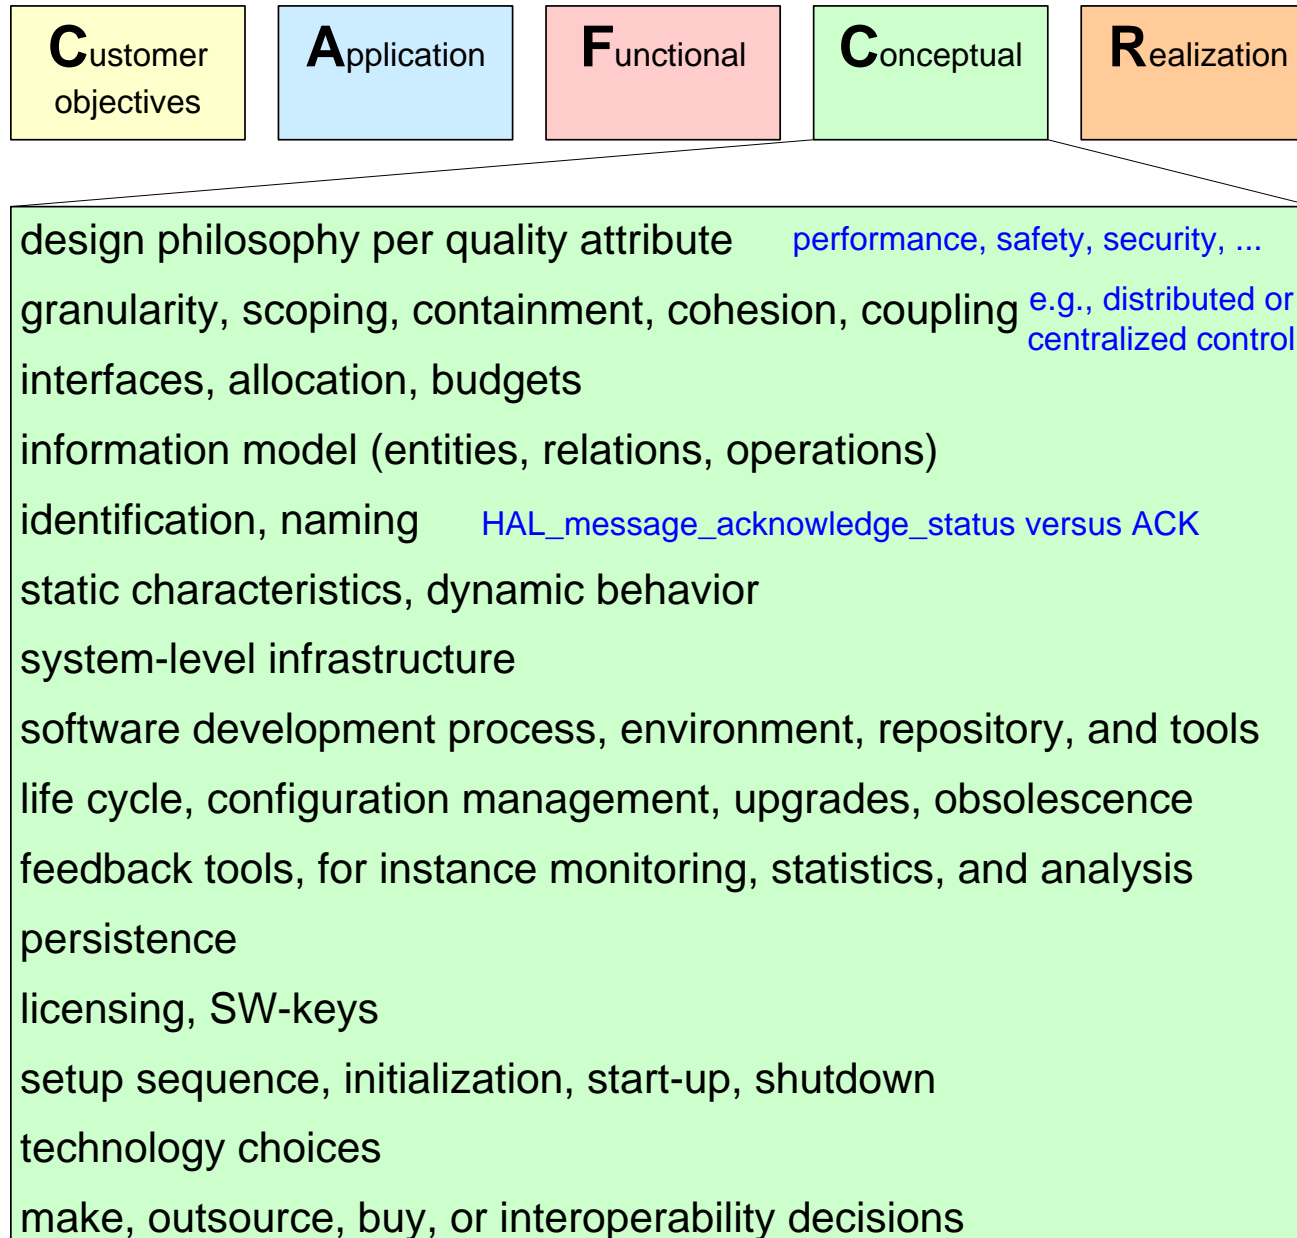 Customer
objectives
Application
Functional
Conceptual
Realization
design philosophy per quality attribute performance, safety, security, ...
granularity, scoping, containment, cohesion, coupling e.g., distributed or
centralized control
interfaces, allocation, budgets
information model (entities, relations, operations)
identification, naming HAL_message_acknowledge_status versus ACK
static characteristics, dynamic behavior
system-level infrastructure
software development process, environment, repository, and tools
life cycle, configuration management, upgrades, obsolescence
feedback tools, for instance monitoring, statistics, and analysis
persistence
licensing, SW-keys
setup sequence, initialization, start-up, shutdown
technology choices
make, outsource, buy, or interoperability decisions